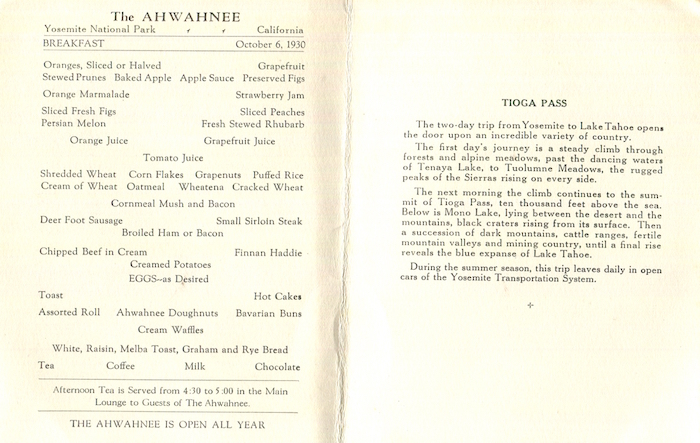 The AHWAHNEE
Yosemite National Park California
BREAKFAST October 6, 1930
Oranges, Sliced or Halved Grapefruit
Stewed Prunes Baked Apple Apple Sauce Preserved Figs
Orange Marmalade Strawberry Jam
Sliced Fresh Figs Sliced Peaches
Persian Melon Fresh Stewed Rhubarb
Orange Juice Grapefruit Juice
Tomato Juice
Shredded Wheat Corn Flakes Grapenuts Puffed Rice
Cream of Wheat Oatmeal Wheatena Cracked Wheat
Cornmeal Mush and Bacon
Deer Foot Sausage Small Sirloin Steak
Broiled Ham or Bacon
Chipped Beef in Cream Finnan Haddie
Creamed Potatoes
EGGS--as Desired
Toast Hot Cakes
Assorted Roll Ahwahnee Doughnuts Bavarian Buns
Cream Waffles
White, Raisin, Melba Toast, Graham and Rye Bread
Tea Coffee Milk Chocolate
Afternoon Tea is Served from 4:30 to 5:00 in the Main
Lounge to Guests of The Ahwahnee.
THE AHWAHNEE IS OPEN ALL YEAR
TIOGA PASS
The two-day trip from Yosemite to Lake Tahoe opens
the door upon an incredible variety of country.
The first day's journey is a steady climb through
forests and alpine meadows, past the dancing waters
of Tenaya Lake, to Tuolumne Meadows, the rugged
peaks of the Sierras rising on every side.
The next morning the climb continues to the sum-
mit of Tioga Pass, ten thousand feet above the sea.
Below is Mono Lake, lying between the desert and the
mountains, black craters rising from its surface. Then
a succession of dark mountains, cattle ranges, fertile
mountain valleys and mining country, until a final rise
reveals the blue expanse of Lake Tahoe.
During the summer season, this trip leaves daily in open
cars of the Yosemite Transportation System.